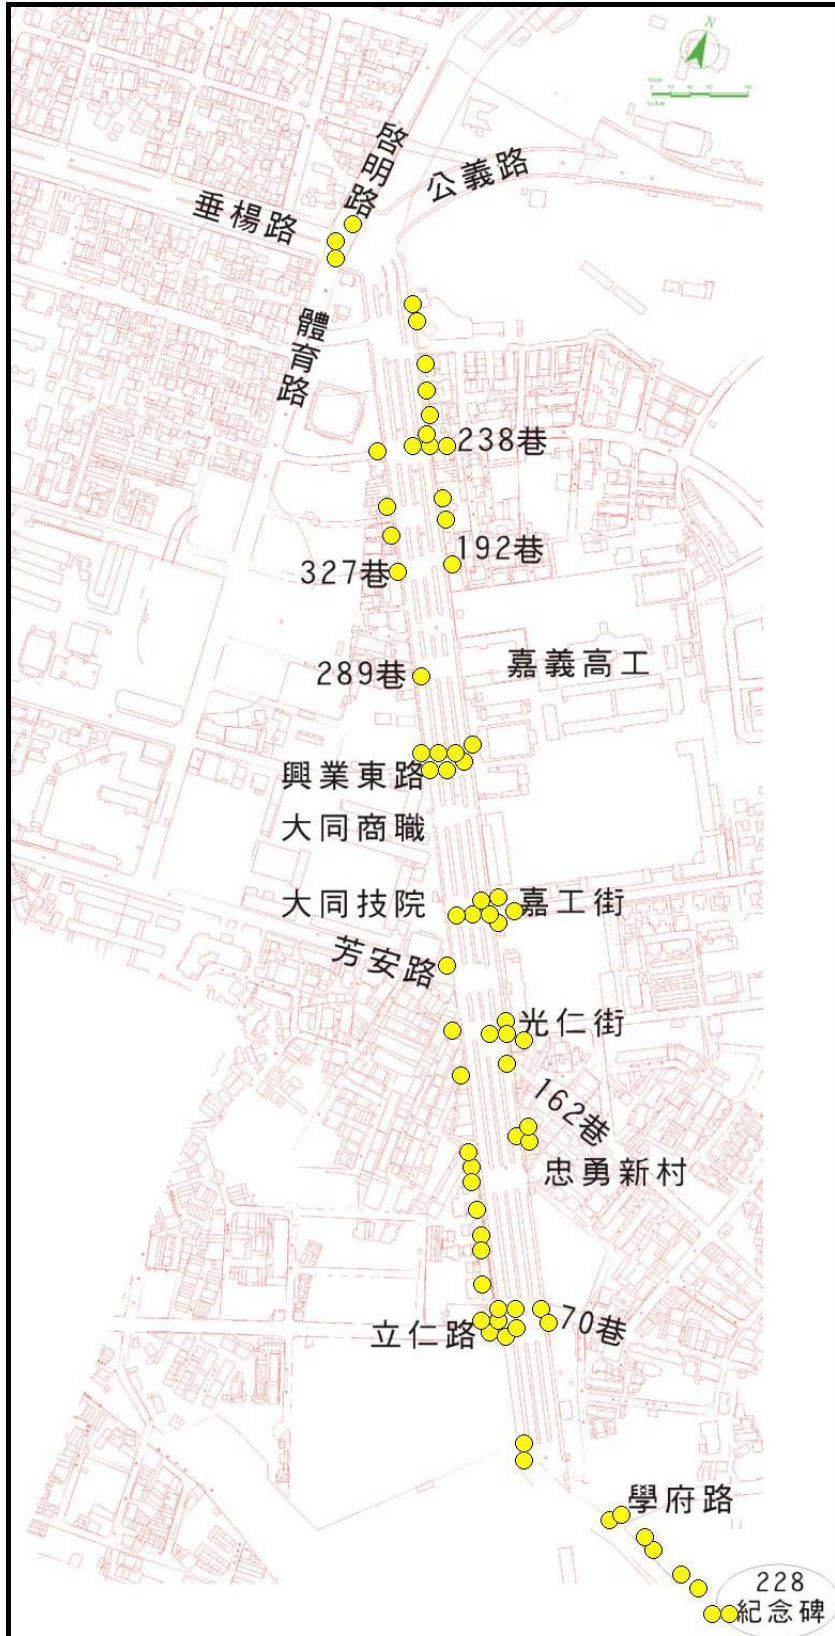 N
啓明路
公義路
垂楊路
體育路
238巷
192巷
327巷
289巷
嘉義高工
興業東路
大同商職
大同技院
嘉工街
芳安路
光仁街
162巷
忠勇新村
70巷
立仁路
學府路
228
紀念碑